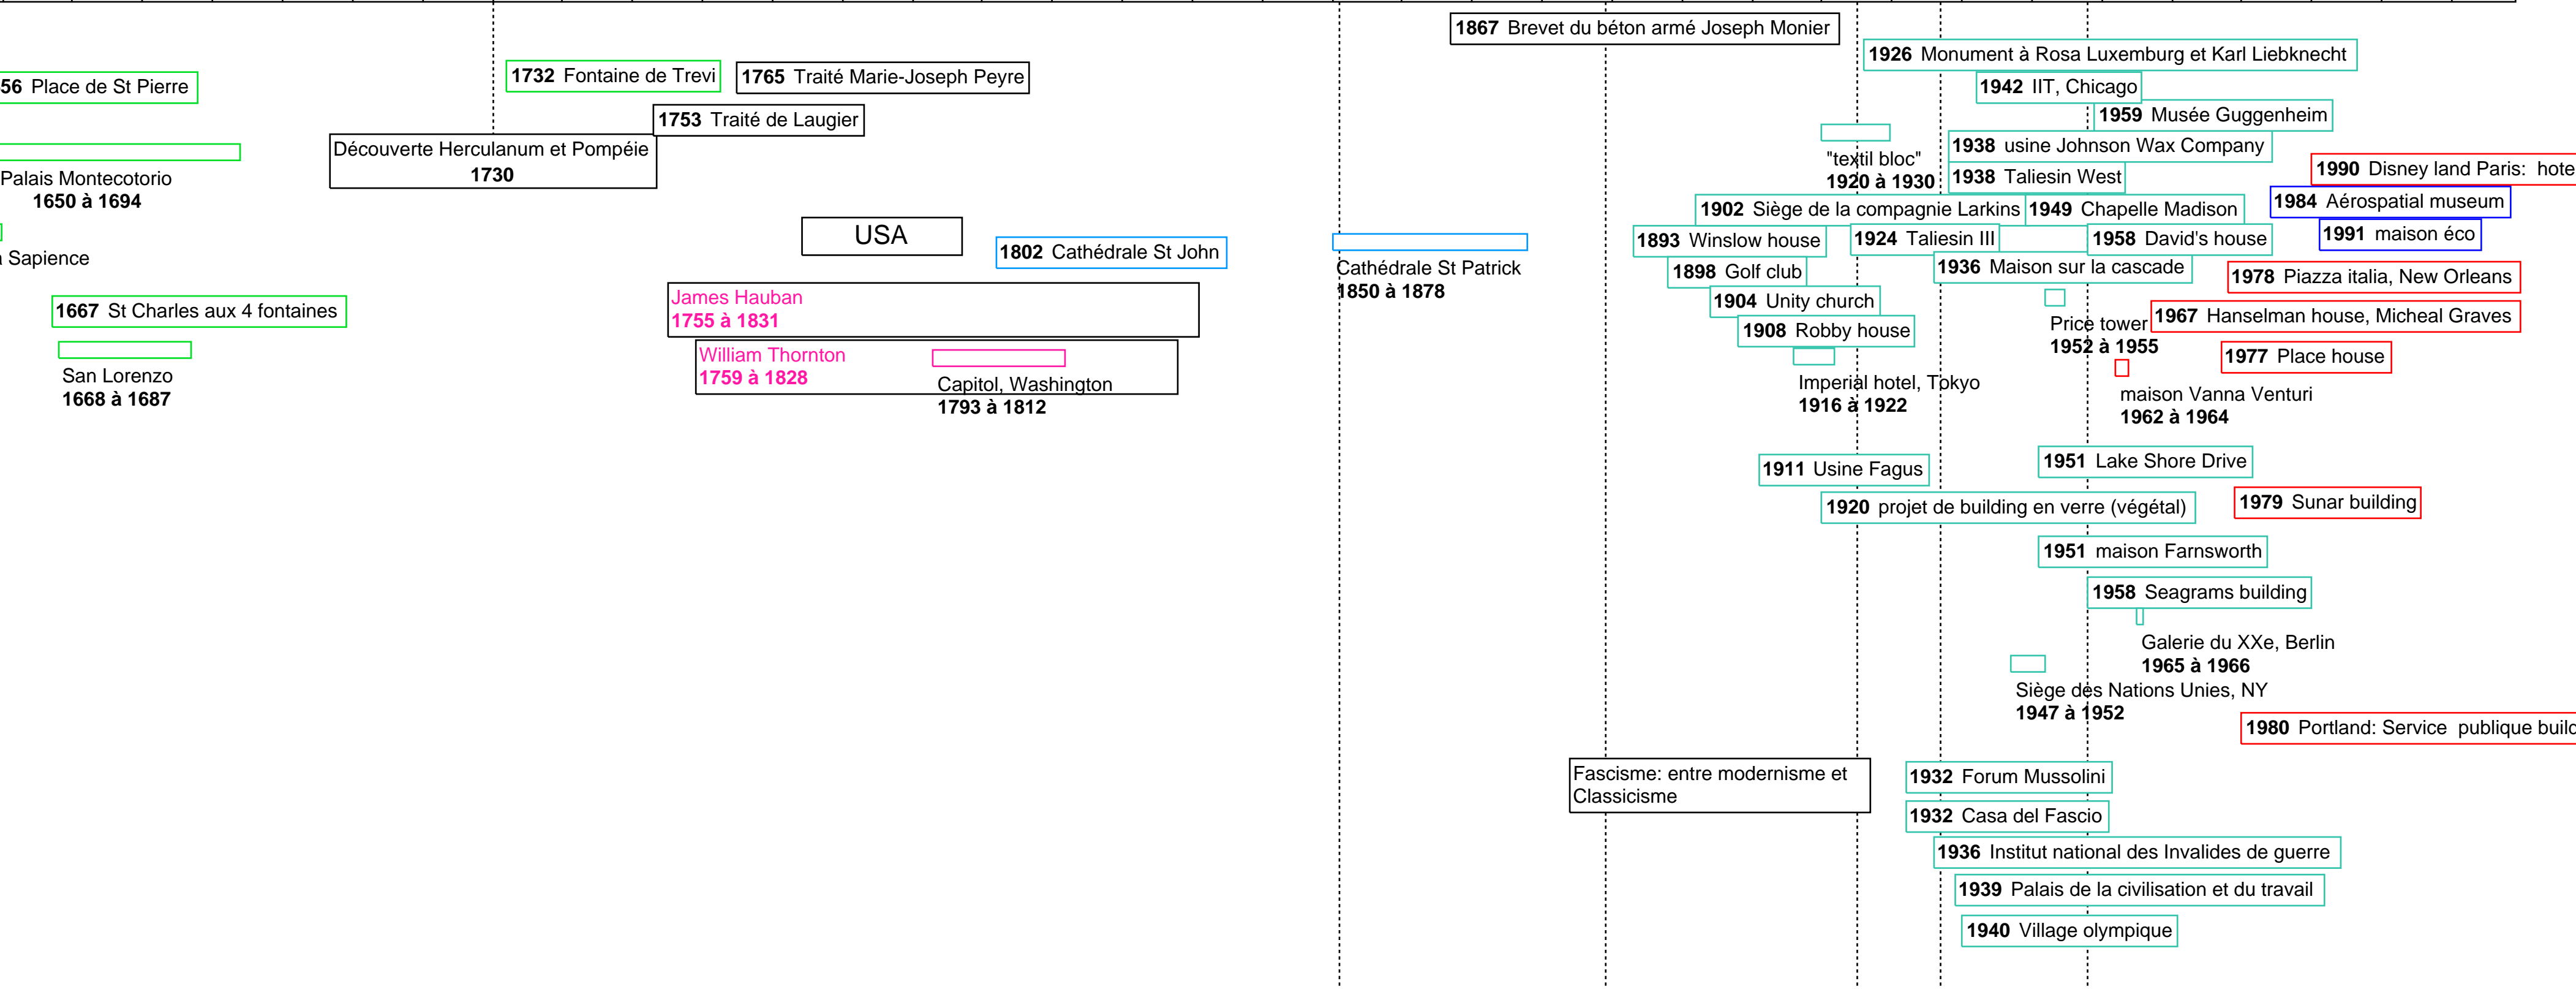 1867 Brevet du béton armé Joseph Monier
1926 Monument à Rosa Luxemburg et Karl Liebknecht
56 Place de St Pierre
1732 Fontaine de Trevi
1765 Traité Marie-Joseph Peyre
1942 IIT, Chicago
1753 Traité de Laugier
1959 Musée Guggenheim
Découverte Herculanum et Pompéie
1730
"textil bloc"
1920 à 1930
1938 usine Johnson Wax Company
1990 Disney land Paris: hote
Palais Montecotorio
1650 à 1694
1938 Taliesin West
1984 Aérospatial museum
1902 Siège de la compagnie Larkins
1949 Chapelle Madison
USA
1802 Cathédrale St John
1893 Winslow house
1924 Taliesin III
1958 David's house
1991 maison éco
a Sapience
Cathédrale St Patrick
1850 à 1878
1898 Golf club
1936 Maison sur la cascade
1978 Piazza italia, New Orleans
1667 St Charles aux 4 fontaines
James Hauban
1755 à 1831
1904 Unity church
1908 Robby house
Price tower
1952 à 1955
1967 Hanselman house, Micheal Graves
San Lorenzo
1668 à 1687
William Thornton
1759 à 1828
Capitol, Washington
1793 à 1812
Imperial hotel, Tokyo
1916 à 1922
1977 Place house
maison Vanna Venturi
1962 à 1964
1911 Usine Fagus
1951 Lake Shore Drive
1920 projet de building en verre (végétal)
1979 Sunar building
1951 maison Farnsworth
1958 Seagrams building
Galerie du XXe, Berlin
1965 à 1966
Siège des Nations Unies, NY
1947 à 1952
1980 Portland: Service publique build
Fascisme: entre modernisme et
Classicisme
1932 Forum Mussolini
1932 Casa del Fascio
1936 Institut national des Invalides de guerre
1939 Palais de la civilisation et du travail
1940 Village olympique